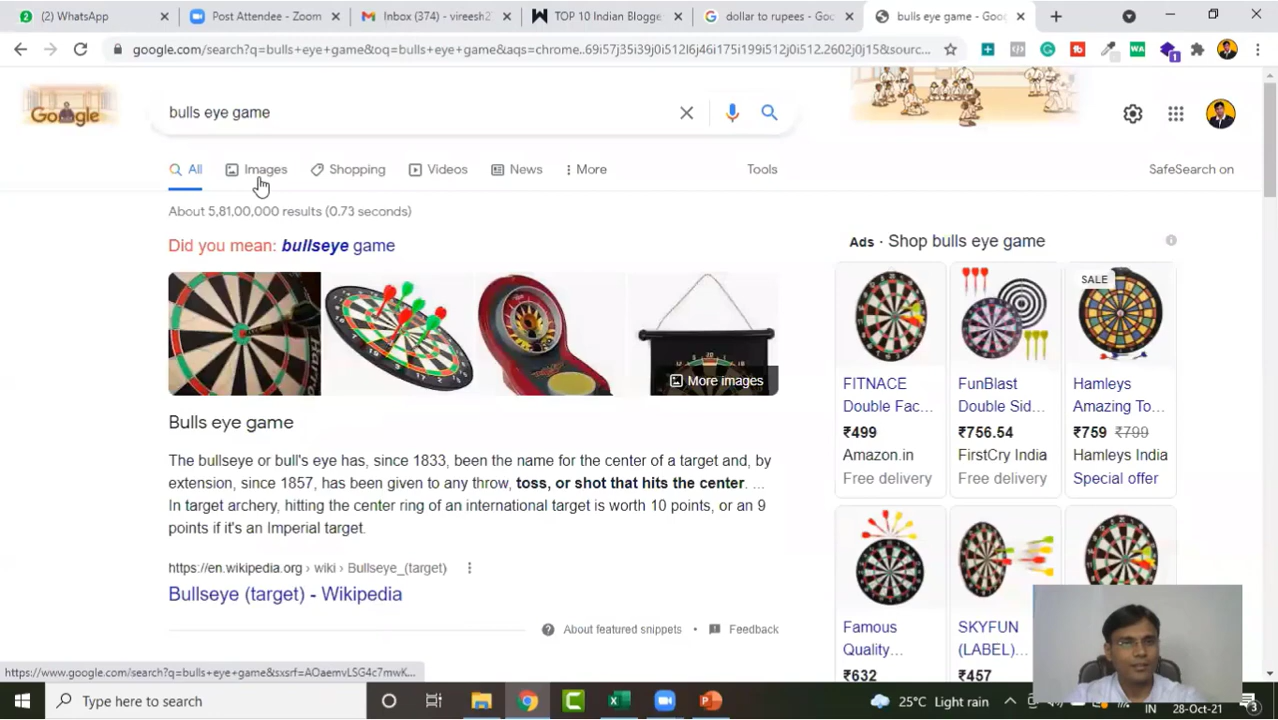 (2) WhatsApp
Post Attendee - Zoom
Inbox (374) - vireesh2
TOP 10 Indian Blogge
dollar to rupees - Goo
bulls eye game - Goog
google.com/search?q=bulls+eye+game&oq=bulls+eye+game&aqs=chrome..69i57j35i39j0i512l6j46i175i199i512j0i512.2602j0j15&sourc...
Google
bulls eye game
All
Images
Shopping
Videos
News
More
Tools
SafeSearch on
About 5,81,00,000 results (0.73 seconds)
Did you mean: bullseye game
More images
Bulls eye game
The bullseye or bull's eye has, since 1833, been the name for the center of a target and, by
extension, since 1857, has been given to any throw, toss, or shot that hits the center. ...
In target archery, hitting the center ring of an international target is worth 10 points, or an 9
points if it's an Imperial target.
https://en.wikipedia.org › wiki › Bullseye_(target)
Bullseye (target) - Wikipedia
About featured snippets • Feedback
Ads · Shop bulls eye game
SALE
FITNACE
Double Fac...
₹499
Amazon.in
Free delivery
FunBlast
Double Sid...
₹756.54
FirstCry India
Free delivery
Hamleys
Amazing To...
₹759 ₹799
Hamleys India
Special offer
Famous
Quality...
₹632
SKYFUN
(LABEL)...
₹457
https://www.google.com/search?q=bulls+eye+game&sxsrf=AOaemvLSG4c7mwK...
Type here to search
25°C Light rain
IN
28-Oct-21
3